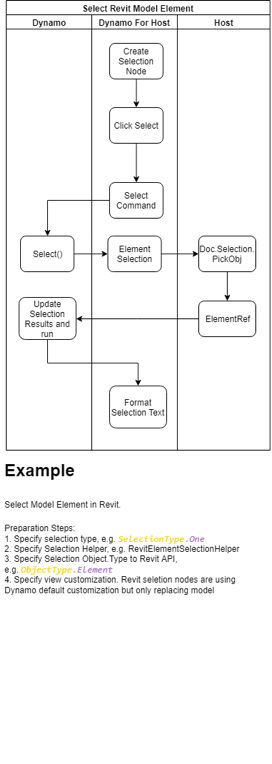 Select Revit Model Element
Dynamo
Dynamo For Host
Host
Create
Selection
Node
Click Select
Select
Command
Select()
Element
Selection
Doc.Selection.
PickObj
Update
Selection
Results and
run
ElementRef
Format
Selection Text
Example
Select Model Element in Revit.
Preparation Steps:
1. Specify selection type, e.g. SelectionType.One
2. Specify Selection Helper, e.g. RevitElementSelectionHelper
3. Specify Selection Object.Type to Revit API,
e.g. ObjectType.Element
4. Specify view customization. Revit seletion nodes are using
Dynamo default customization but only replacing model